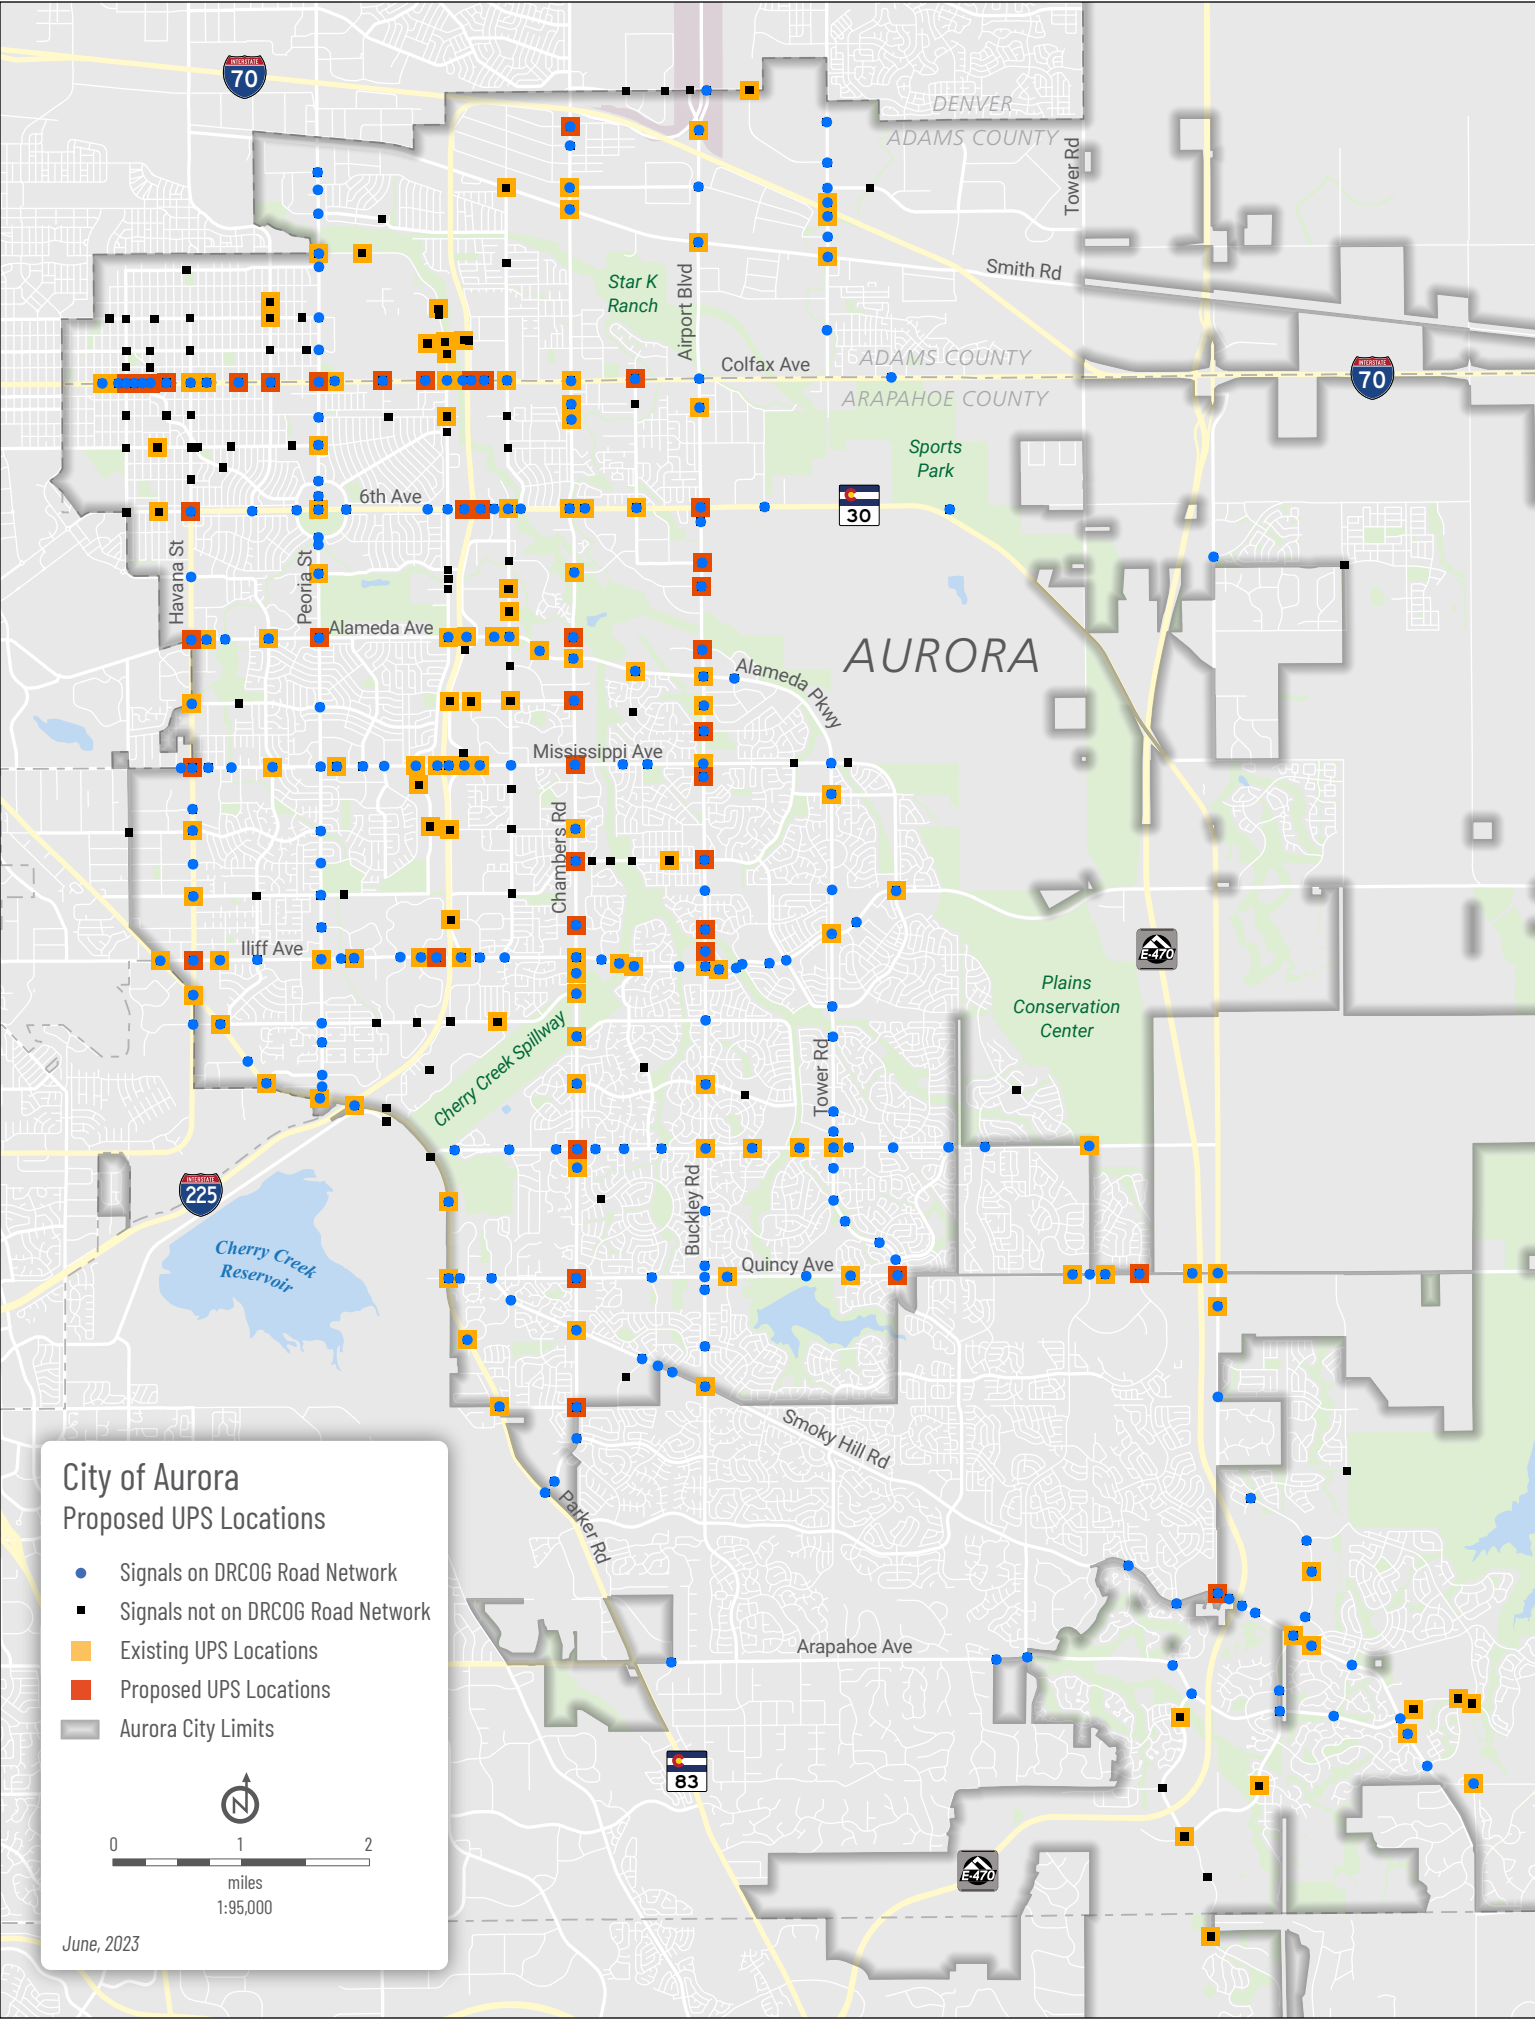 INTERSTATE
70
DENVER
ADAMS COUNTY
Tower Rd
Smith Rd
Star K
Ranch
Airport Blvd
Colfax Ave
ADAMS COUNTY
ARAPAHOE COUNTY
INTERSTATE
70
Sports
Park
6th Ave
30
Havana St
Peoria St
Alameda Ave
AURORA
Alameda Pkwy
Mississippi Ave
Chambers Rd
Iliff Ave
E-470
Plains
Conservation
Center
Cherry Creek Spillway
Tower Rd
INTERSTATE
225
Buckley Rd
Cherry Creek
Reservoir
Quincy Ave
Smoky Hill Rd
Parker Rd
Arapahoe Ave
83
E-470
City of Aurora
Proposed UPS Locations
Signals on DRCOG Road Network
Signals not on DRCOG Road Network
Existing UPS Locations
Proposed UPS Locations
Aurora City Limits
N
0 1 2
miles
1:95,000
June, 2023